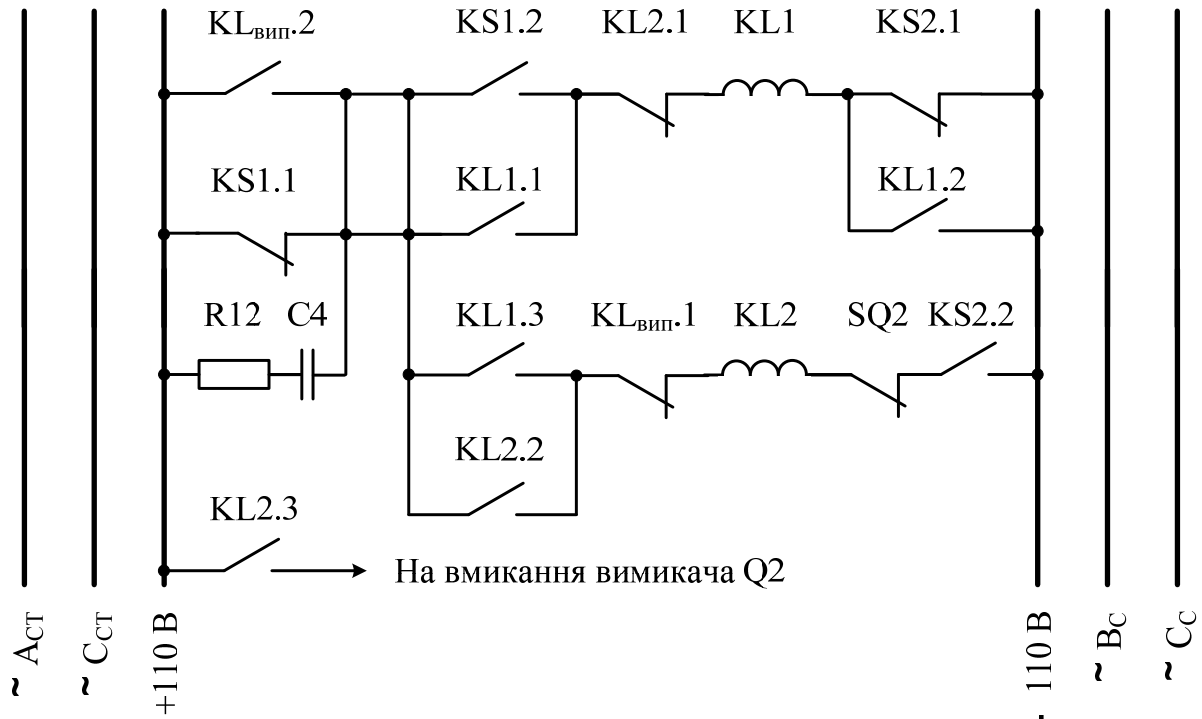 KLвип.2
KS1.2
KL2.1
KL1
KS2.1
KS1.1
KL1.1
KL1.2
R12
C4
KL1.3
KLвип.1
KL2
SQ2
KS2.2
KL2.2
KL2.3
На вмикання вимикача Q2
~ AСТ
~ CСТ
+110 В
- 110 В
~ BС
~ CС